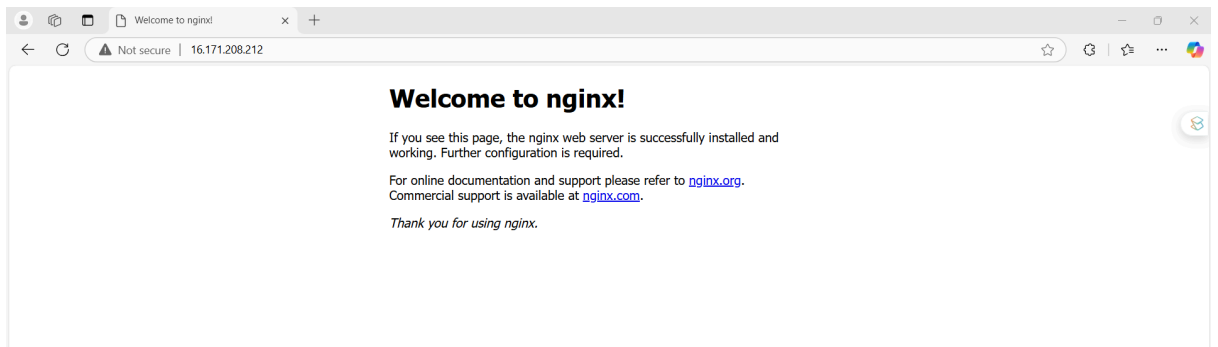 Welcome to nginx!
Not secure | 16.171.208.212
Welcome to nginx!
If you see this page, the nginx web server is successfully installed and
working. Further configuration is required.
For online documentation and support please refer to nginx.org.
Commercial support is available at nginx.com.
Thank you for using nginx.